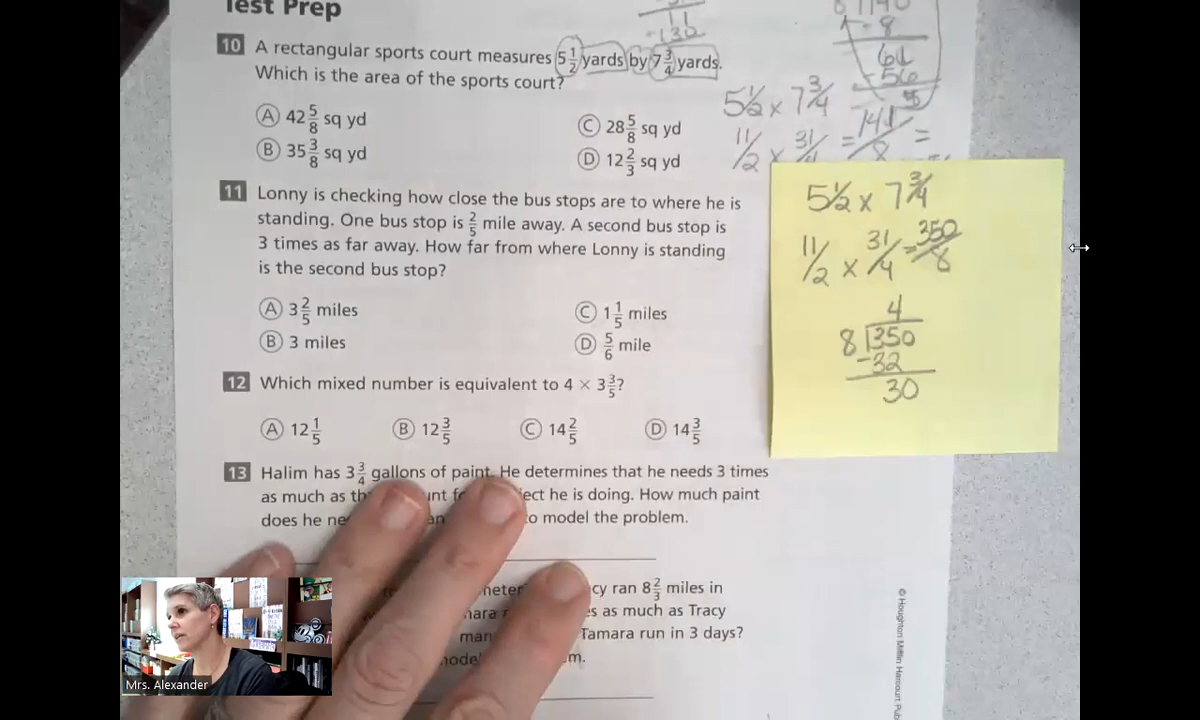 Test Prep
10 A rectangular sports court measures 5 1/2 yards by 7 3/4 yards.
Which is the area of the sports court?
A 42 5/8 sq yd
B 35 3/8 sq yd
C 28 5/8 sq yd
D 12 2/3 sq yd
11 Lonny is checking how close the bus stops are to where he is
standing. One bus stop is 2/5 mile away. A second bus stop is
3 times as far away. How far from where Lonny is standing
is the second bus stop?
A 3 2/5 miles
B 3 miles
C 1 1/5 miles
D 5/6 mile
12 Which mixed number is equivalent to 4 × 3 3/5?
A 12 1/5
B 12 3/5
C 14 2/5
D 14 3/5
13 Halim has 3 3/4 gallons of paint. He determines that he needs 3 times
as much as he is doing. How much paint
does he to model the problem.
ran 8 2/3 miles in
as much as Tracy
Tamara run in 3 days?
© Houghton Mifflin Harcourt
5 1/2 × 7 3/4
11/2 × 31/4 = 141/8 =
5 1/2 × 7 3/4
11/2 × 31/4 = 350/8
4
8 350
-32
30
Mrs. Alexander